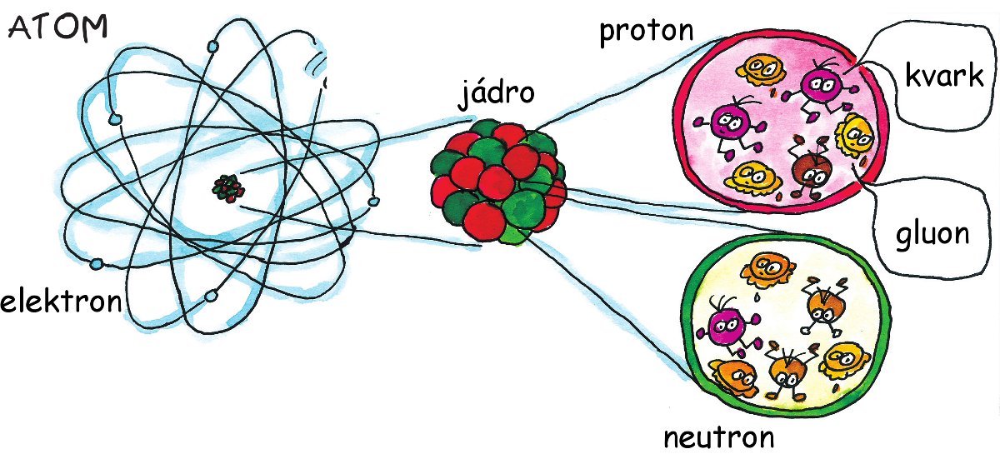 ATOM
proton
kvark
jádro
gluon
elektron
neutron